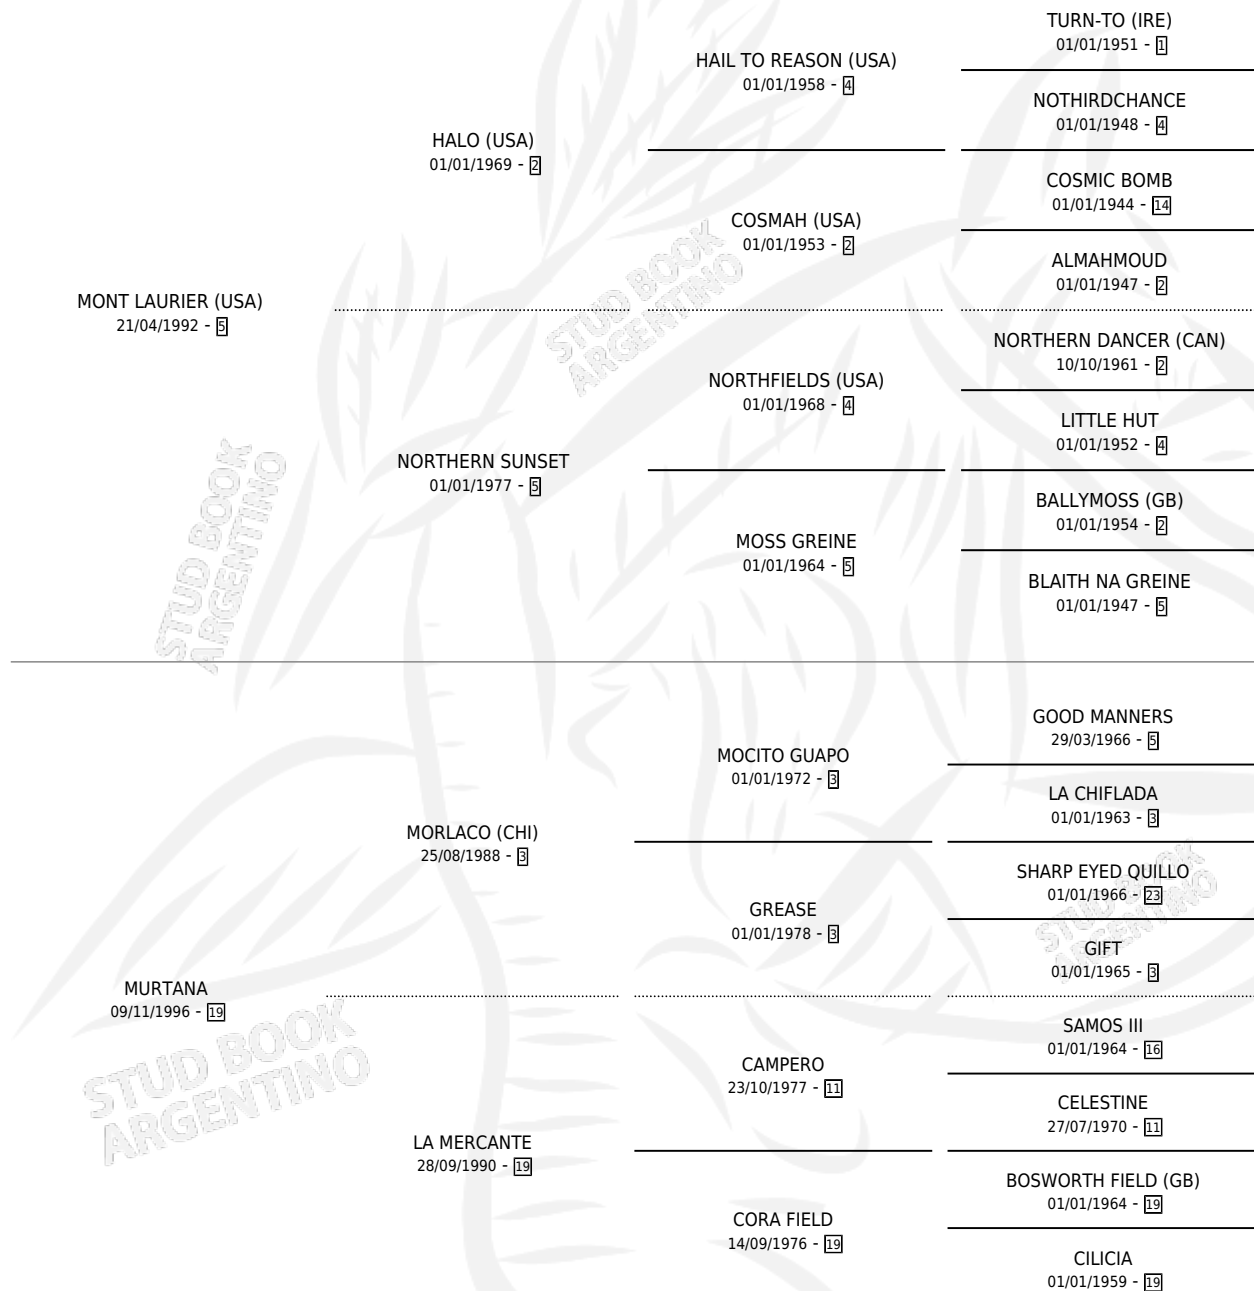 TURN-TO (IRE)
01/01/1951 - 1
HAIL TO REASON (USA)
01/01/1958 - 4
NOTHIRDCHANCE
01/01/1948 - 4
HALO (USA)
01/01/1969 - 2
COSMIC BOMB
01/01/1944 - 14
COSMAH (USA)
01/01/1953 - 2
ALMAHMOUD
01/01/1947 - 2
MONT LAURIER (USA)
21/04/1992 - 5
STUD BOOK
ARGENTINO
NORTHERN DANCER (CAN)
10/10/1961 - 2
NORTHFIELDS (USA)
01/01/1968 - 4
LITTLE HUT
01/01/1952 - 4
NORTHERN SUNSET
01/01/1977 - 5
BALLYMOSS (GB)
01/01/1954 - 2
MOSS GREINE
01/01/1964 - 5
BLAITH NA GREINE
01/01/1947 - 5
STUD BOOK
ARGENTINO
GOOD MANNERS
29/03/1966 - 5
MOCITO GUAPO
01/01/1972 - 3
LA CHIFLADA
01/01/1963 - 3
MORLACO (CHI)
25/08/1988 - 3
SHARP EYED QUILLO
01/01/1966 - 23
GREASE
01/01/1978 - 3
GIFT
01/01/1965 - 3
STUD BOOK
ARGENTINO
MURTANA
09/11/1996 - 19
SAMOS III
01/01/1964 - 16
CAMPERO
23/10/1977 - 11
CELESTINE
27/07/1970 - 11
STUD BOOK
ARGENTINO
LA MERCANTE
28/09/1990 - 19
BOSWORTH FIELD (GB)
01/01/1964 - 19
CORA FIELD
14/09/1976 - 19
CILICIA
01/01/1959 - 19